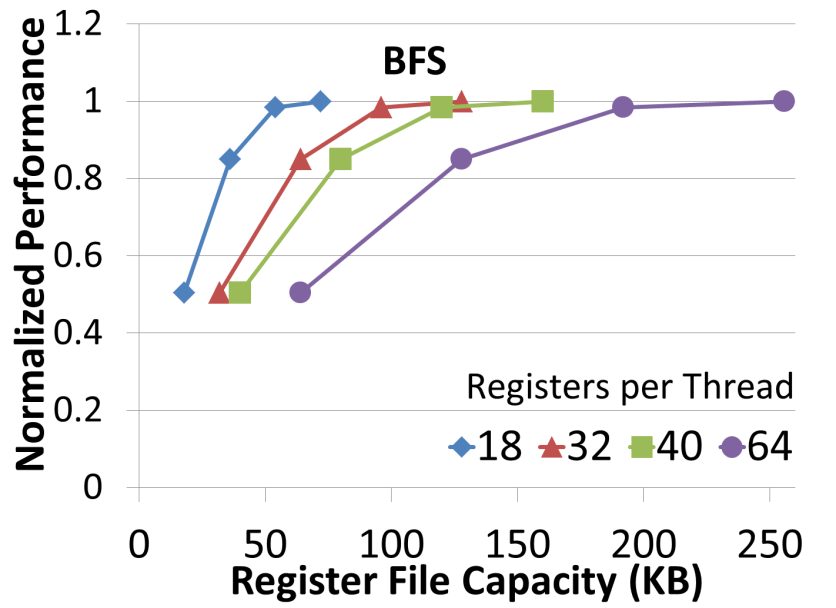 BFS
Normalized Performance
1.2
1
0.8
0.6
0.4
0.2
0
Registers per Thread
18 32 40 64
0 50 100 150 200 250
Register File Capacity (KB)